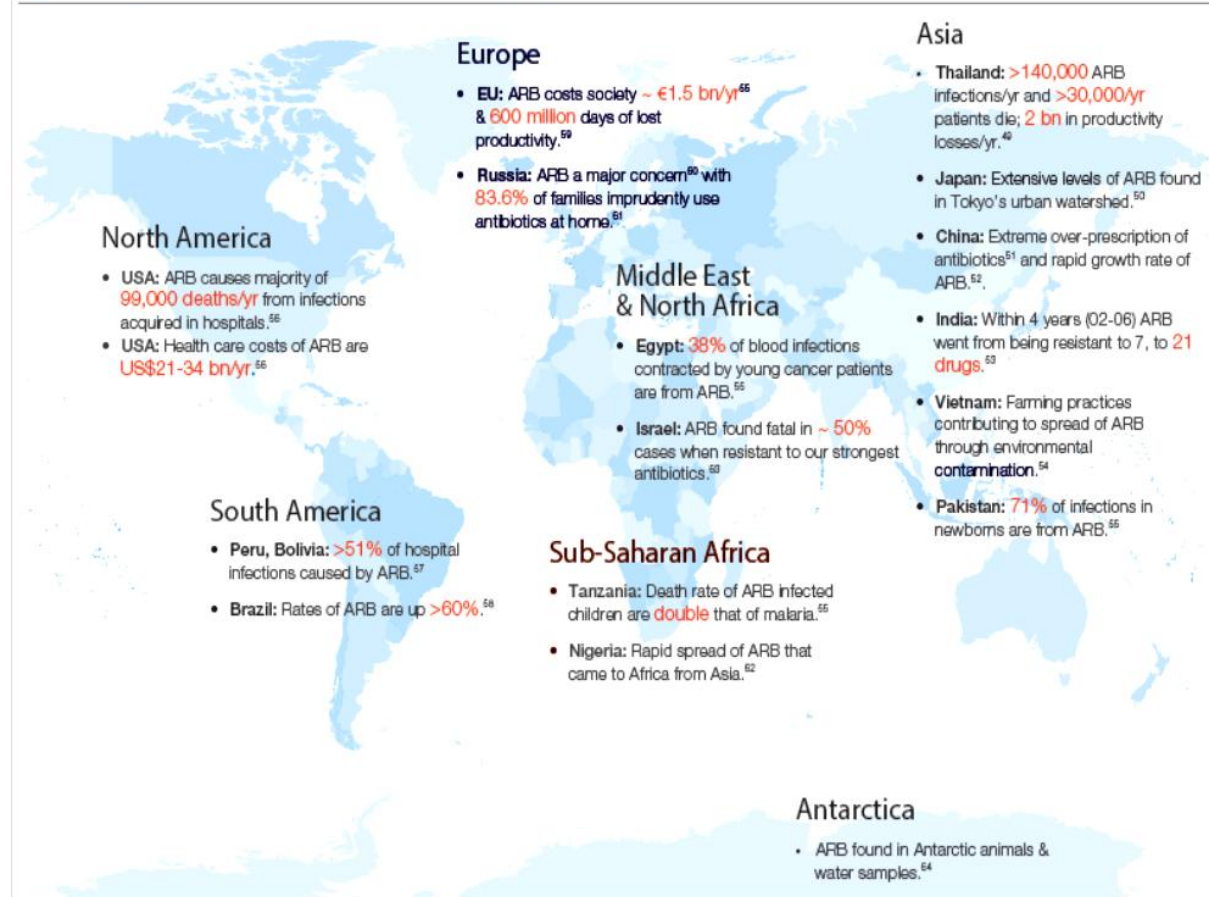 Europe
• EU: ARB costs society ~ €1.5 bn/yr⁵⁵
& 600 million days of lost
productivity.⁵⁹
• Russia: ARB a major concern⁶⁰ with
83.6% of families imprudently use
antibiotics at home.⁶¹
Asia
• Thailand: >140,000 ARB
infections/yr and >30,000/yr
patients die; 2 bn in productivity
losses/yr.⁴⁹
• Japan: Extensive levels of ARB found
in Tokyo's urban watershed.⁵⁰
• China: Extreme over-prescription of
antibiotics⁵¹ and rapid growth rate of
ARB.⁵².
• India: Within 4 years (02-06) ARB
went from being resistant to 7, to 21
drugs.⁵³
• Vietnam: Farming practices
contributing to spread of ARB
through environmental
contamination.⁵⁴
• Pakistan: 71% of infections in
newborns are from ARB.⁵⁵
North America
• USA: ARB causes majority of
99,000 deaths/yr from infections
acquired in hospitals.⁵⁶
• USA: Health care costs of ARB are
US$21-34 bn/yr.⁵⁶
Middle East
& North Africa
• Egypt: 38% of blood infections
contracted by young cancer patients
are from ARB.⁵⁵
• Israel: ARB found fatal in ~ 50%
cases when resistant to our strongest
antibiotics.⁶³
South America
• Peru, Bolivia: >51% of hospital
infections caused by ARB.⁵⁷
• Brazil: Rates of ARB are up >60%.⁵⁸
Sub-Saharan Africa
• Tanzania: Death rate of ARB infected
children are double that of malaria.⁵⁵
• Nigeria: Rapid spread of ARB that
came to Africa from Asia.⁶²
Antarctica
• ARB found in Antarctic animals &
water samples.⁶⁴